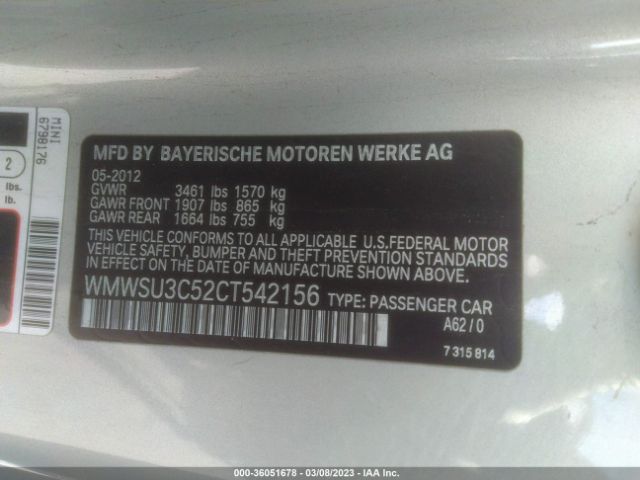 MINI
6798126
2
lbs.
lb.
MFD BY BAYERISCHE MOTOREN WERKE AG
05-2012
GVWR 3461 lbs 1570 kg
GAWR FRONT 1907 lbs 865 kg
GAWR REAR 1664 lbs 755 kg
THIS VEHICLE CONFORMS TO ALL APPLICABLE U.S.FEDERAL MOTOR
VEHICLE SAFETY, BUMPER AND THEFT PREVENTION STANDARDS
IN EFFECT ON THE DATE OF MANUFACTURE SHOWN ABOVE.
WMWSU3C52CT542156 TYPE: PASSENGER CAR
A62 / 0
7 315 814
000-36051678 - 03/08/2023 - IAA Inc.